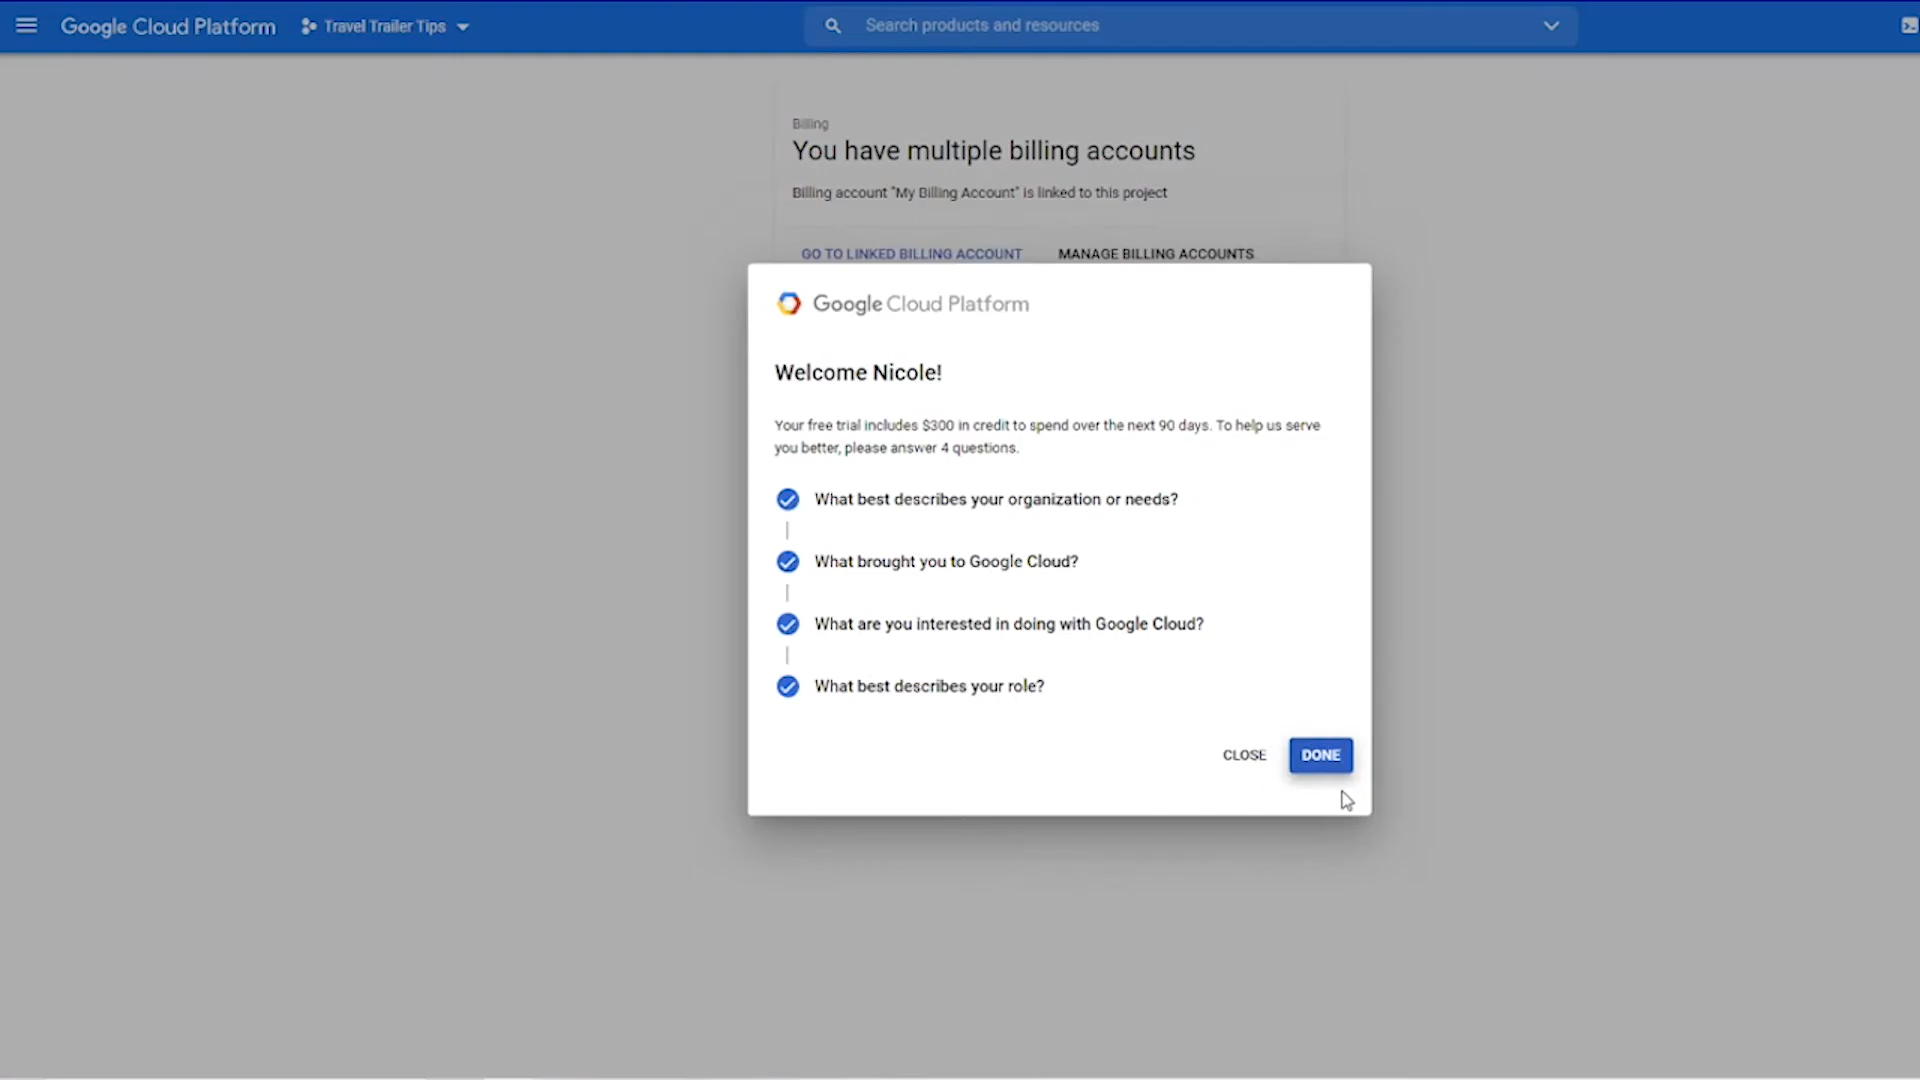 Google Cloud Platform
Travel Trailer Tips
Search products and resources
Billing
You have multiple billing accounts
Billing account "My Billing Account" is linked to this project
GO TO LINKED BILLING ACCOUNT
MANAGE BILLING ACCOUNTS
Google Cloud Platform
Welcome Nicole!
Your free trial includes $300 in credit to spend over the next 90 days. To help us serve
you better, please answer 4 questions.
What best describes your organization or needs?
What brought you to Google Cloud?
What are you interested in doing with Google Cloud?
What best describes your role?
CLOSE
DONE